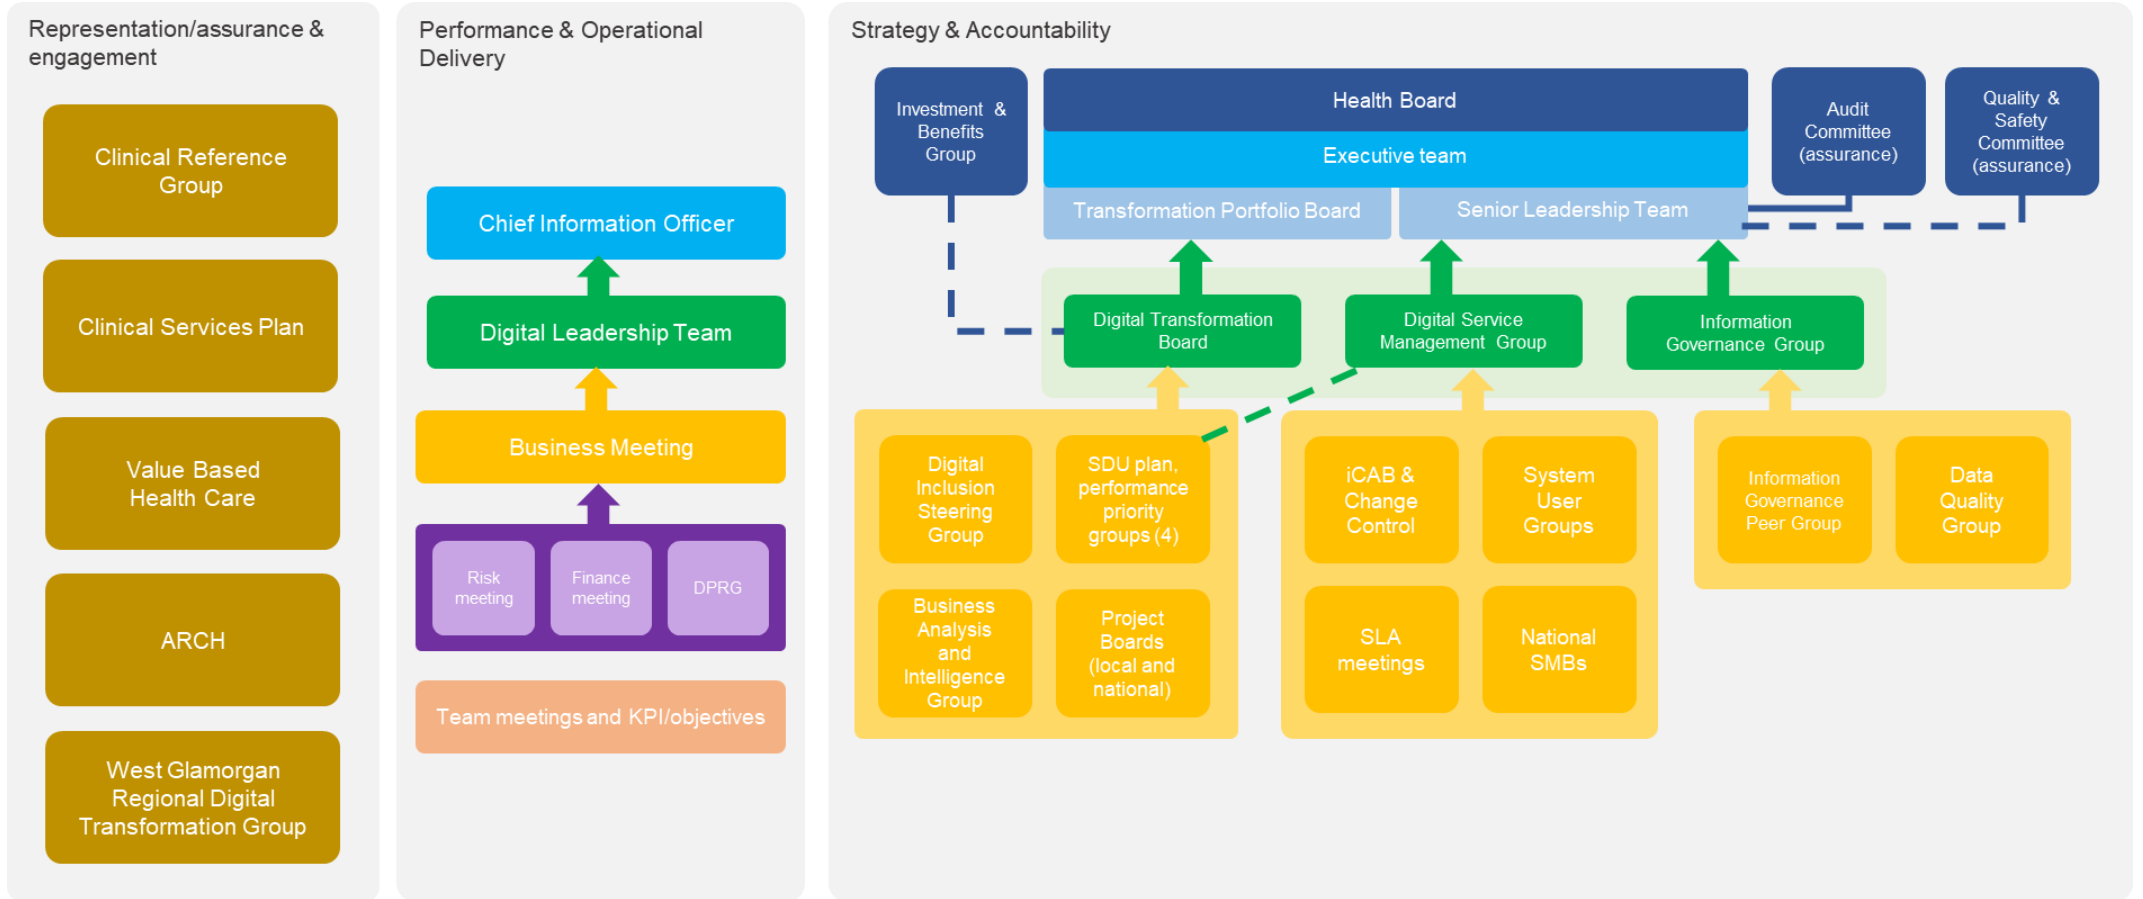 Representation/assurance &
engagement
Clinical Reference
Group
Clinical Services Plan
Value Based
Health Care
ARCH
West Glamorgan
Regional Digital
Transformation Group
Performance & Operational
Delivery
Chief Information Officer
Digital Leadership Team
Business Meeting
Risk
meeting
Finance
meeting
DPRG
Team meetings and KPI/objectives
Strategy & Accountability
Investment &
Benefits
Group
Health Board
Executive team
Transformation Portfolio Board
Senior Leadership Team
Audit
Committee
(assurance)
Quality &
Safety
Committee
(assurance)
Digital Transformation
Board
Digital Service
Management Group
Information
Governance Group
Digital
Inclusion
Steering
Group
SDU plan,
performance
priority
groups (4)
Business
Analysis
and
Intelligence
Group
Project
Boards
(local and
national)
iCAB &
Change
Control
System
User
Groups
SLA
meetings
National
SMBs
Information
Governance
Peer Group
Data
Quality
Group